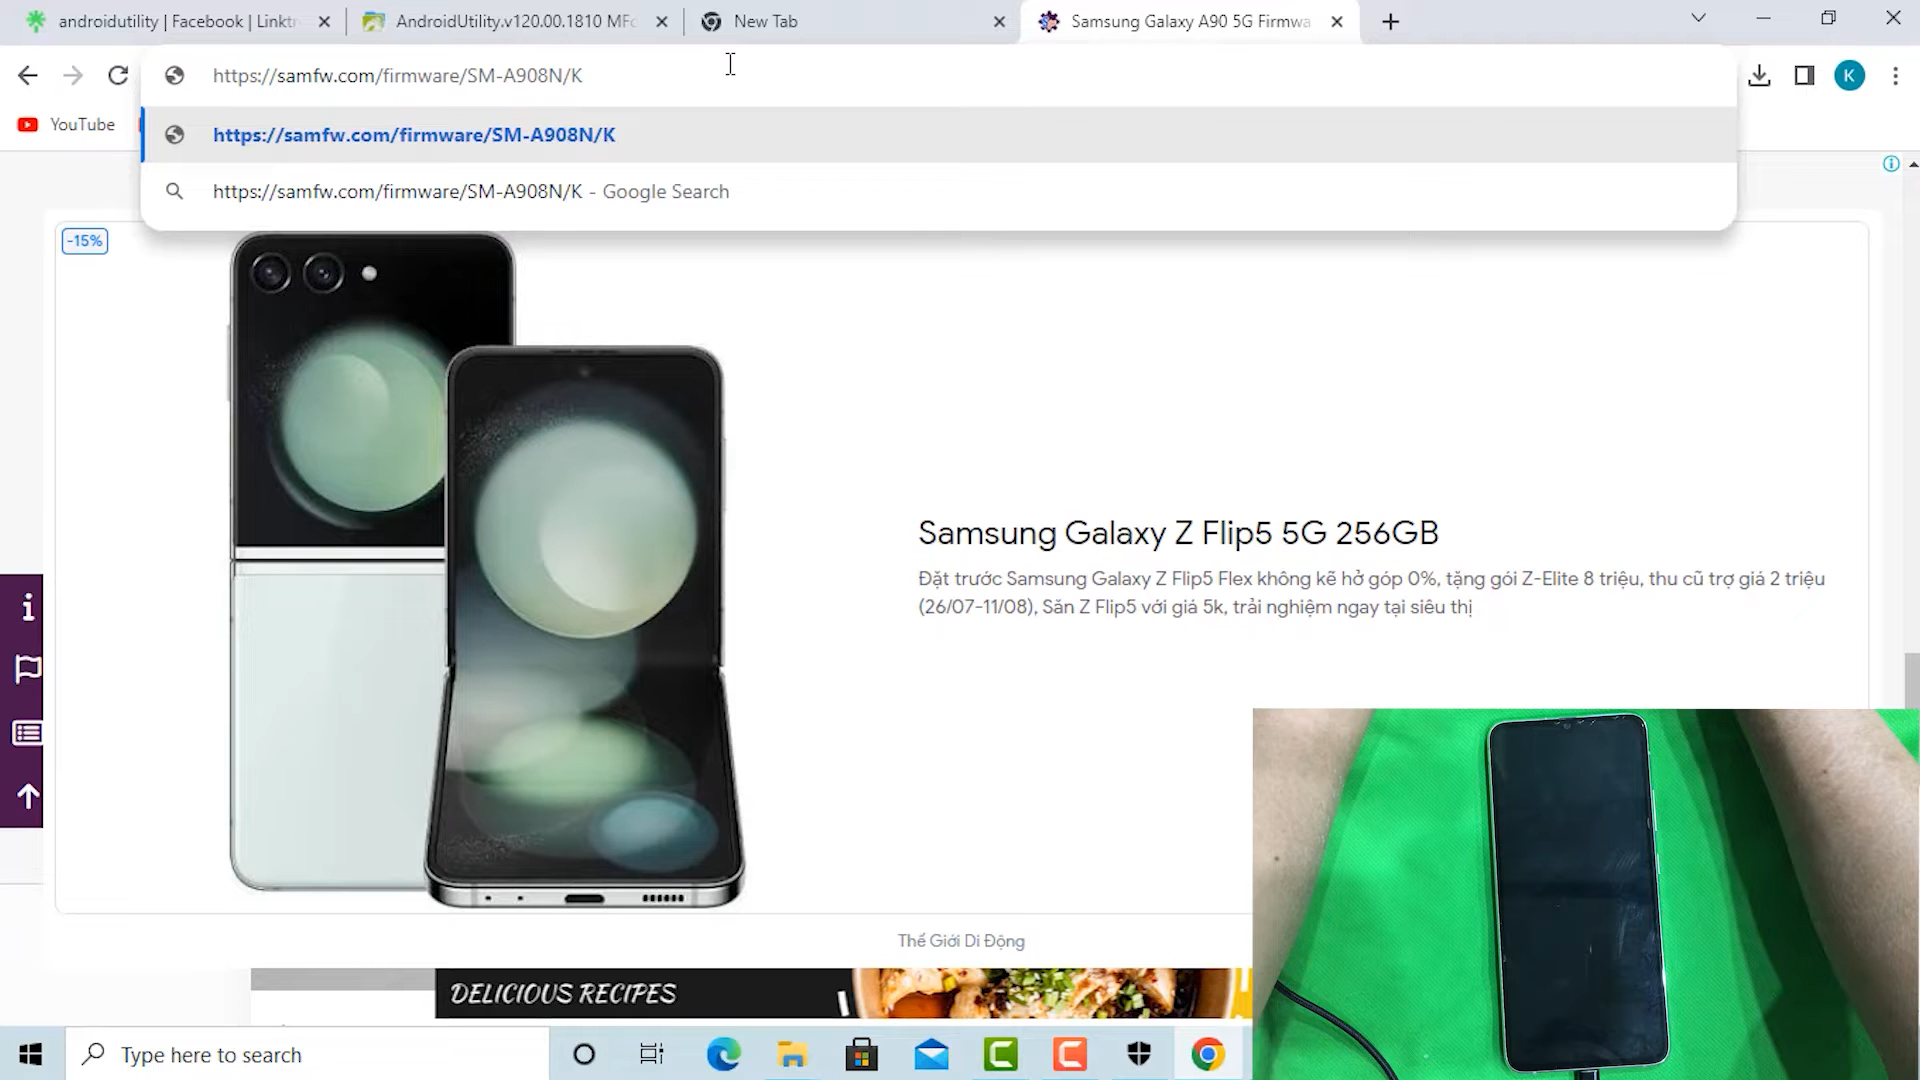 androidutility | Facebook | Linktr
AndroidUtility.v120.00.1810 MFc
New Tab
Samsung Galaxy A90 5G Firmwa
https://samfw.com/firmware/SM-A908N/K
K
YouTube
https://samfw.com/firmware/SM-A908N/K
https://samfw.com/firmware/SM-A908N/K - Google Search
-15%
Samsung Galaxy Z Flip5 5G 256GB
Đặt trước Samsung Galaxy Z Flip5 Flex không kẽ hở góp 0%, tặng gói Z-Elite 8 triệu, thu cũ trợ giá 2 triệu
(26/07-11/08), Săn Z Flip5 với giá 5k, trải nghiệm ngay tại siêu thị
Thế Giới Di Động
DELICIOUS RECIPES
Type here to search